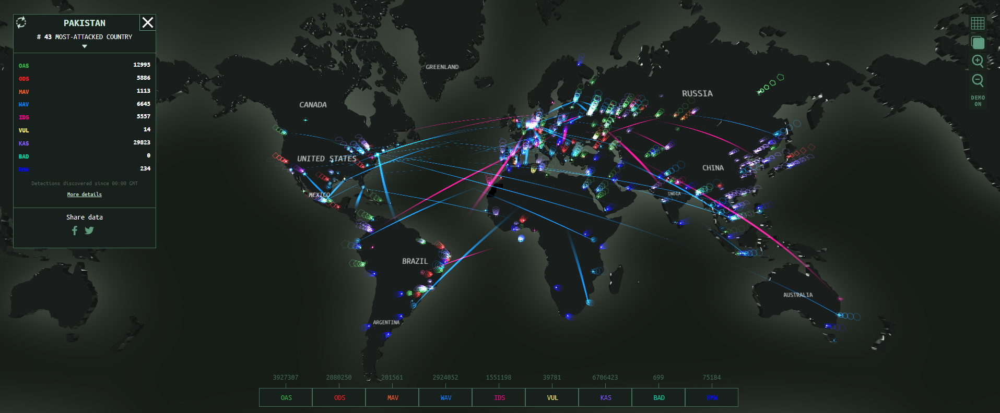 PAKISTAN
# 43 MOST-ATTACKED COUNTRY
OAS 12995
ODS 5886
MAV 1113
WAV 6645
IDS 5557
VUL 14
KAS 29823
BAD 0
RMW 234
Detections discovered since 00:00 GMT
More details
Share data
GREENLAND
CANADA
RUSSIA
UNITED STATES
CHINA
MEXICO
INDIA
BRAZIL
AUSTRALIA
ARGENTINA
DEMO
ON
3927307 2080250 201561 2924052 1551198 39781 6706423 699 75184
OAS ODS MAV WAV IDS VUL KAS BAD RMW